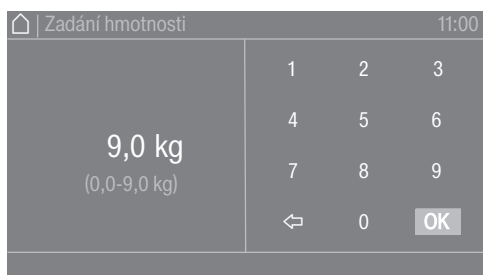 Zadání hmotnosti 11:00
9,0 kg
(0,0-9,0 kg)
1 2 3
4 5 6
7 8 9
0 OK